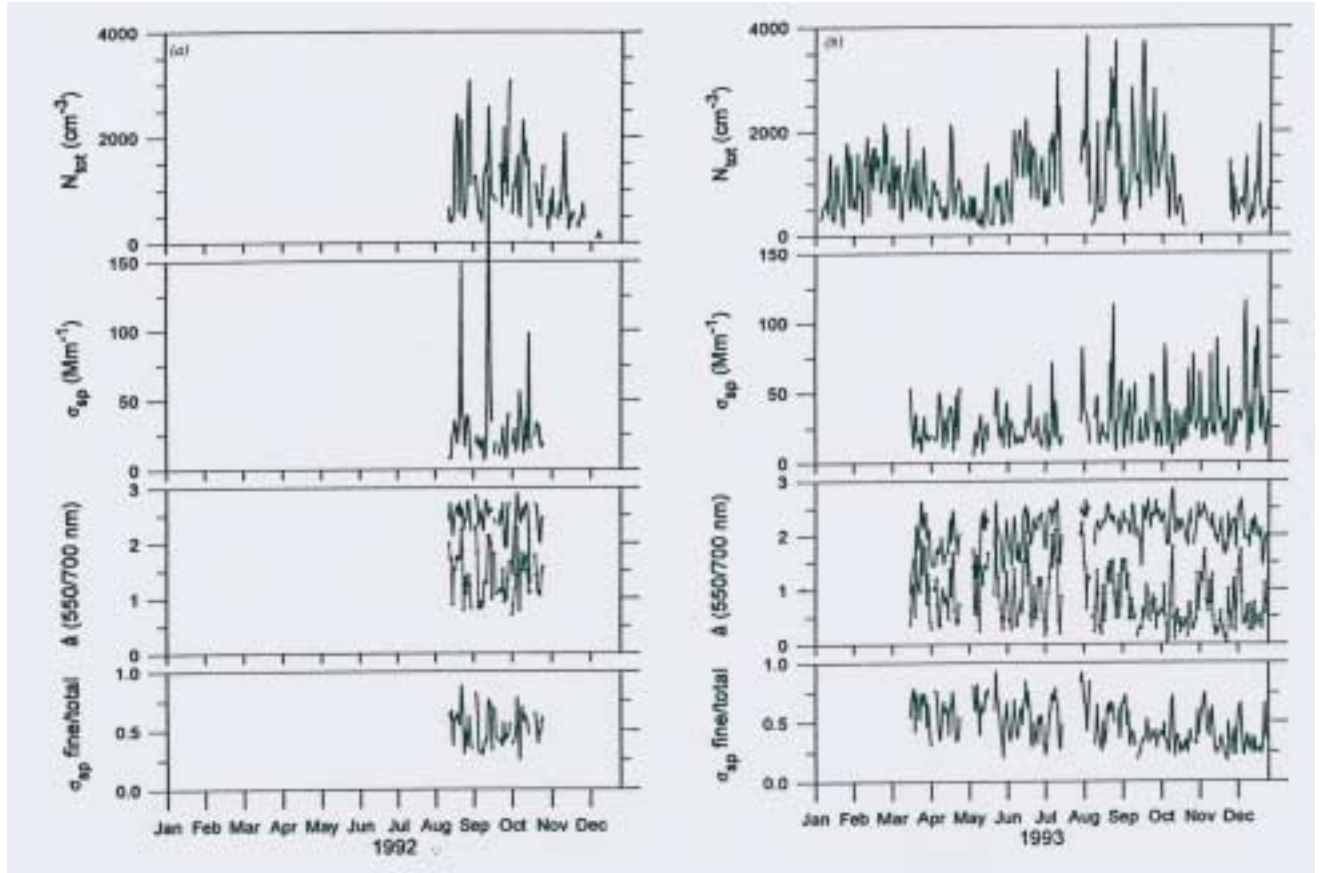 (a)
4000
2000
0
N_tot (cm^-3)
150
100
50
0
σ_sp (Mm^-1)
3
2
1
0
å (550/700 nm)
1.0
0.5
0.0
σ_sp fine/total
Jan Feb Mar Apr May Jun Jul Aug Sep Oct Nov Dec
1992
(b)
4000
2000
0
N_tot (cm^-3)
150
100
50
0
σ_sp (Mm^-1)
3
2
1
0
å (550/700 nm)
1.0
0.5
0.0
σ_sp fine/total
Jan Feb Mar Apr May Jun Jul Aug Sep Oct Nov Dec
1993